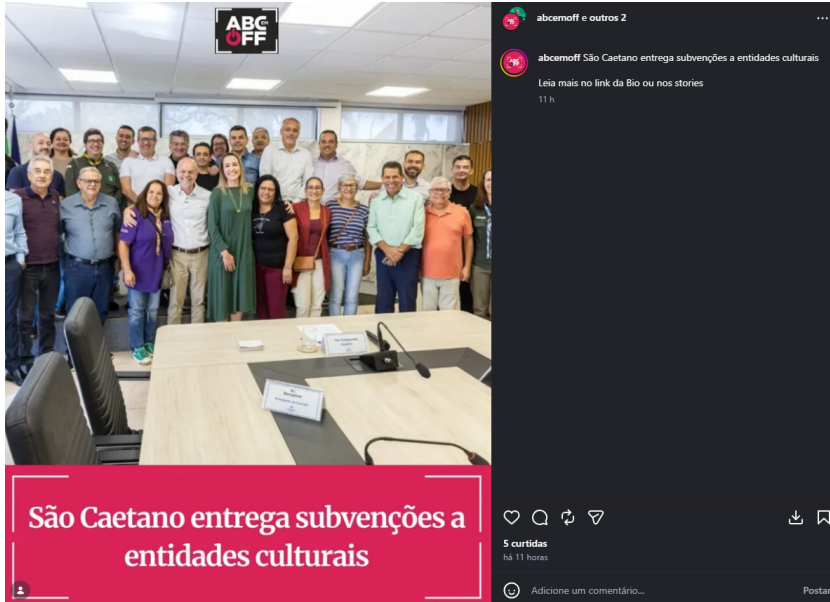 ABC EM
OFF
São Caetano entrega subvenções a
entidades culturais
abcemoff e outros 2
abcemoff São Caetano entrega subvenções a entidades culturais
Leia mais no link da Bio ou nos stories
11 h
5 curtidas
há 11 horas
Adicione um comentário...
Postar